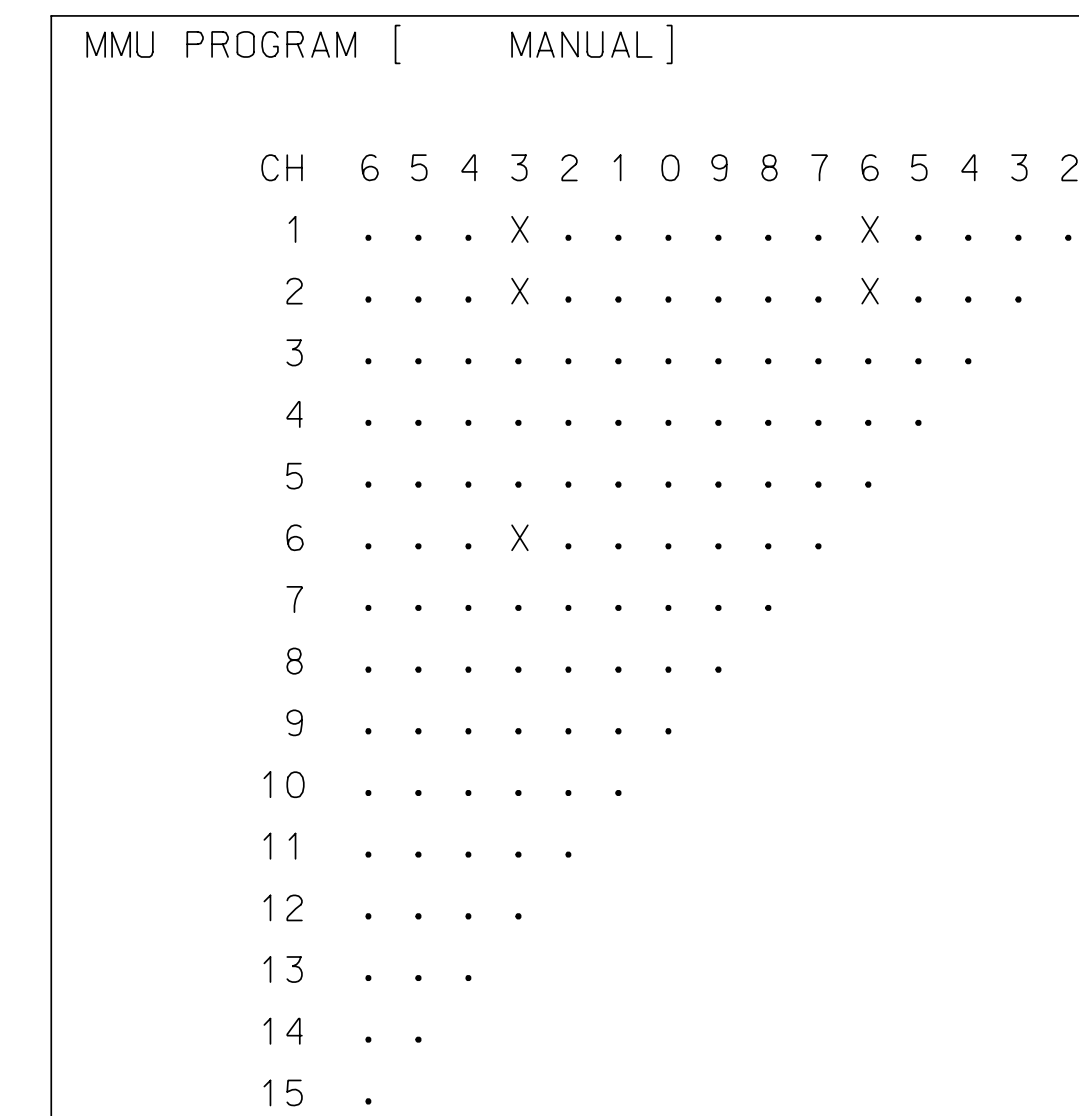 MMU PROGRAM [ MANUAL]
CH 6 5 4 3 2 1 0 9 8 7 6 5 4 3 2
1 . . . X . . . . . . X . . . .
2 . . . X . . . . . . X . . .
3 . . . . . . . . . . . . .
4 . . . . . . . . . . . .
5 . . . . . . . . . . .
6 . . . X . . . . . .
7 . . . . . . . . .
8 . . . . . . . .
9 . . . . . . .
10 . . . . . .
11 . . . . .
12 . . . .
13 . . .
14 . .
15 .